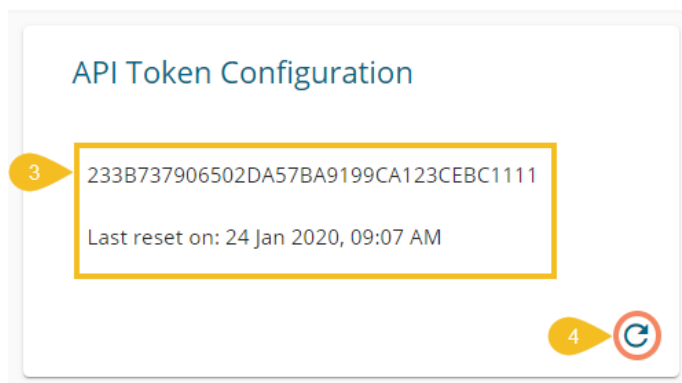 API Token Configuration
3
233B737906502DA57BA9199CA123CEBC1111
Last reset on: 24 Jan 2020, 09:07 AM
4